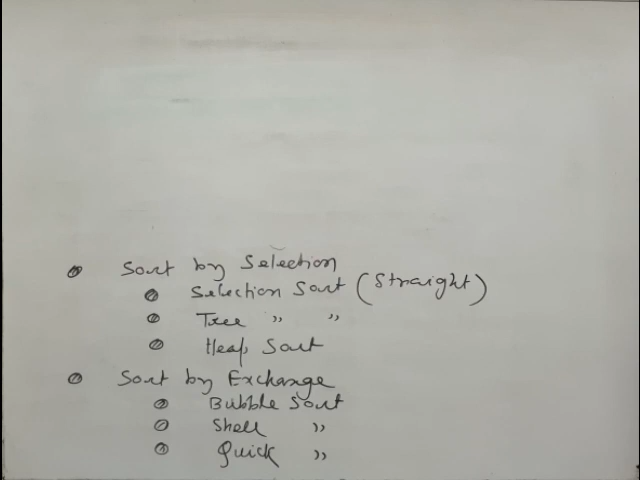 Sort by Selection
Selection Sort (Straight)
Tree " "
Heap Sort
Sort by Exchange
Bubble Sort
Shell "
Quick "